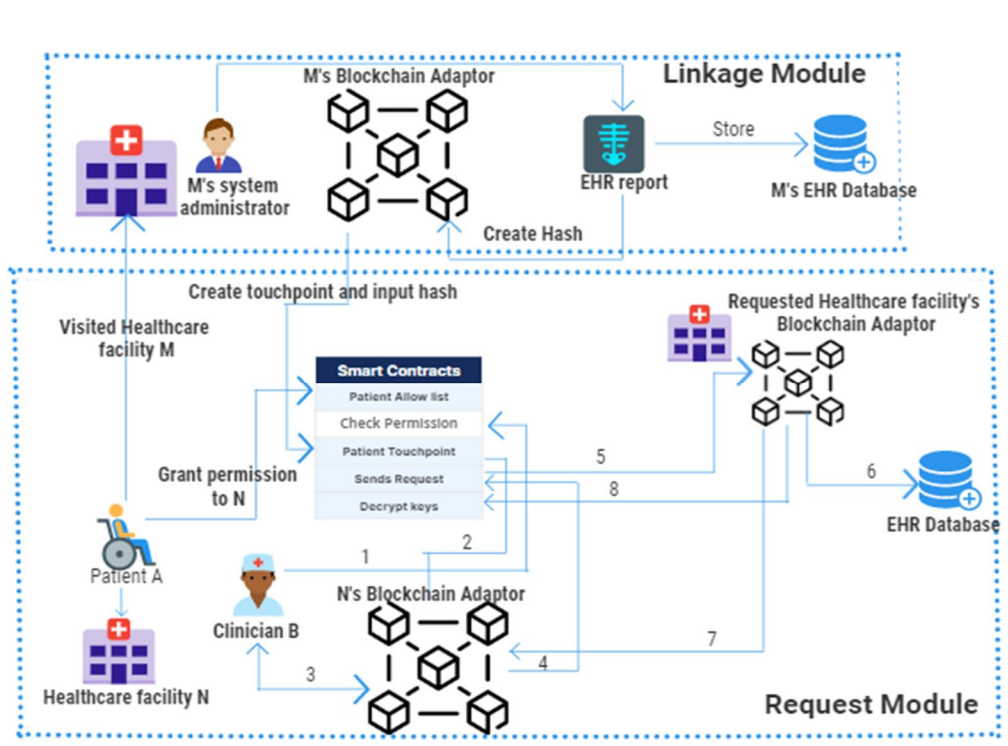 Linkage Module
M's Blockchain Adaptor
M's system
administrator
EHR report
Store
M's EHR Database
Create Hash
Create touchpoint and input hash
Visited Healthcare
facility M
Requested Healthcare facility's
Blockchain Adaptor
Smart Contracts
Patient Allow list
Check Permission
Patient Touchpoint
Sends Request
Decrypt keys
Grant permission
to N
5
8
6
EHR Database
Patient A
1
2
Clinician B
N's Blockchain Adaptor
Healthcare facility N
3
4
7
Request Module